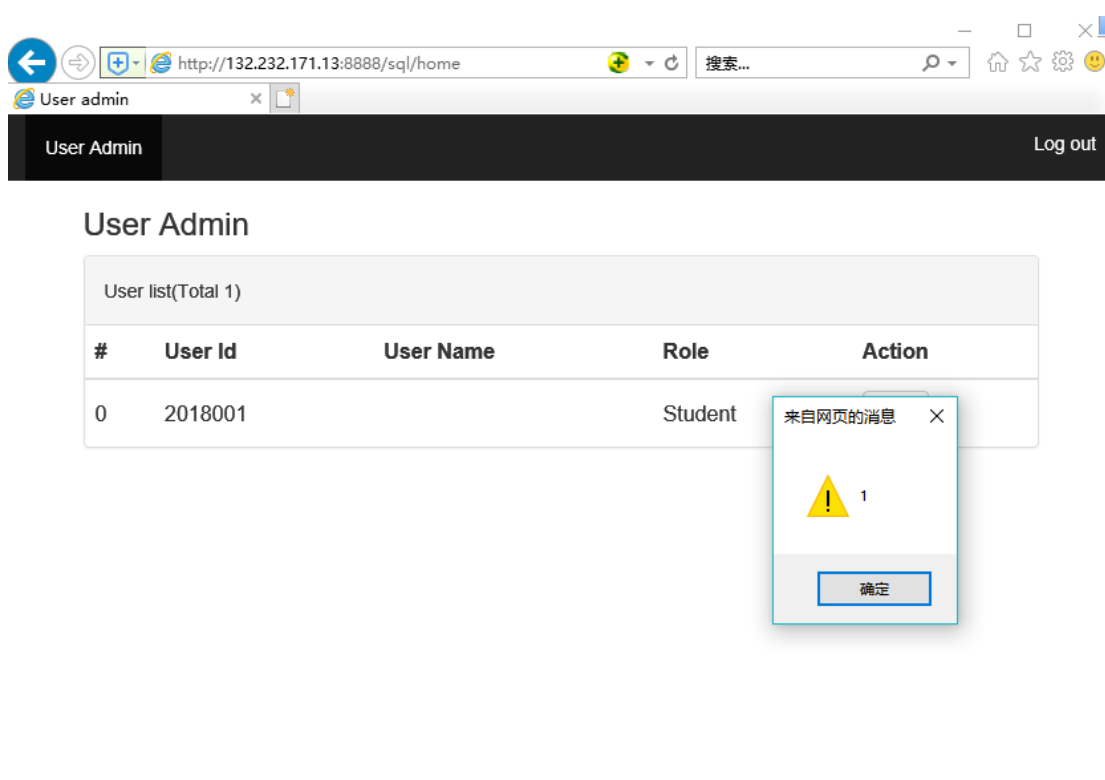 http://132.232.171.13:8888/sql/home
搜索...
User admin
User Admin
Log out
User Admin
User list(Total 1)
# User Id User Name Role Action
0 2018001 Student
来自网页的消息
1
确定